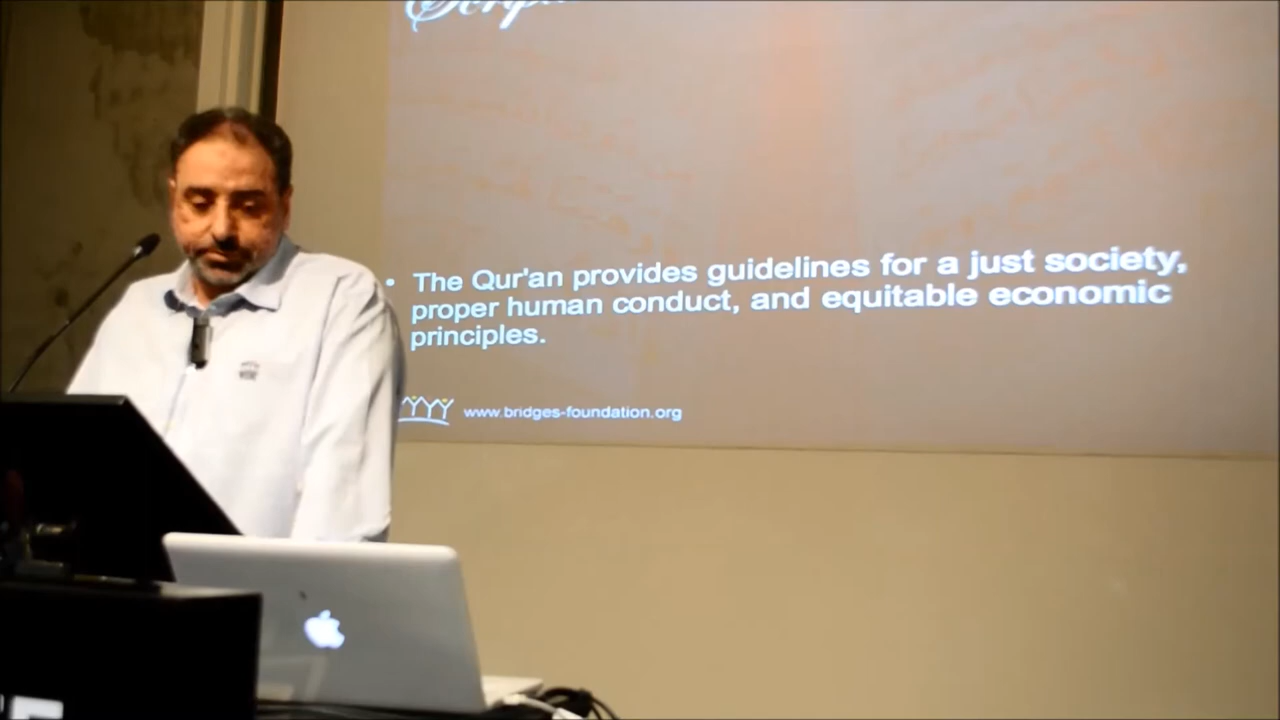 • The Qur'an provides guidelines for a just society,
proper human conduct, and equitable economic
principles.
www.bridges-foundation.org